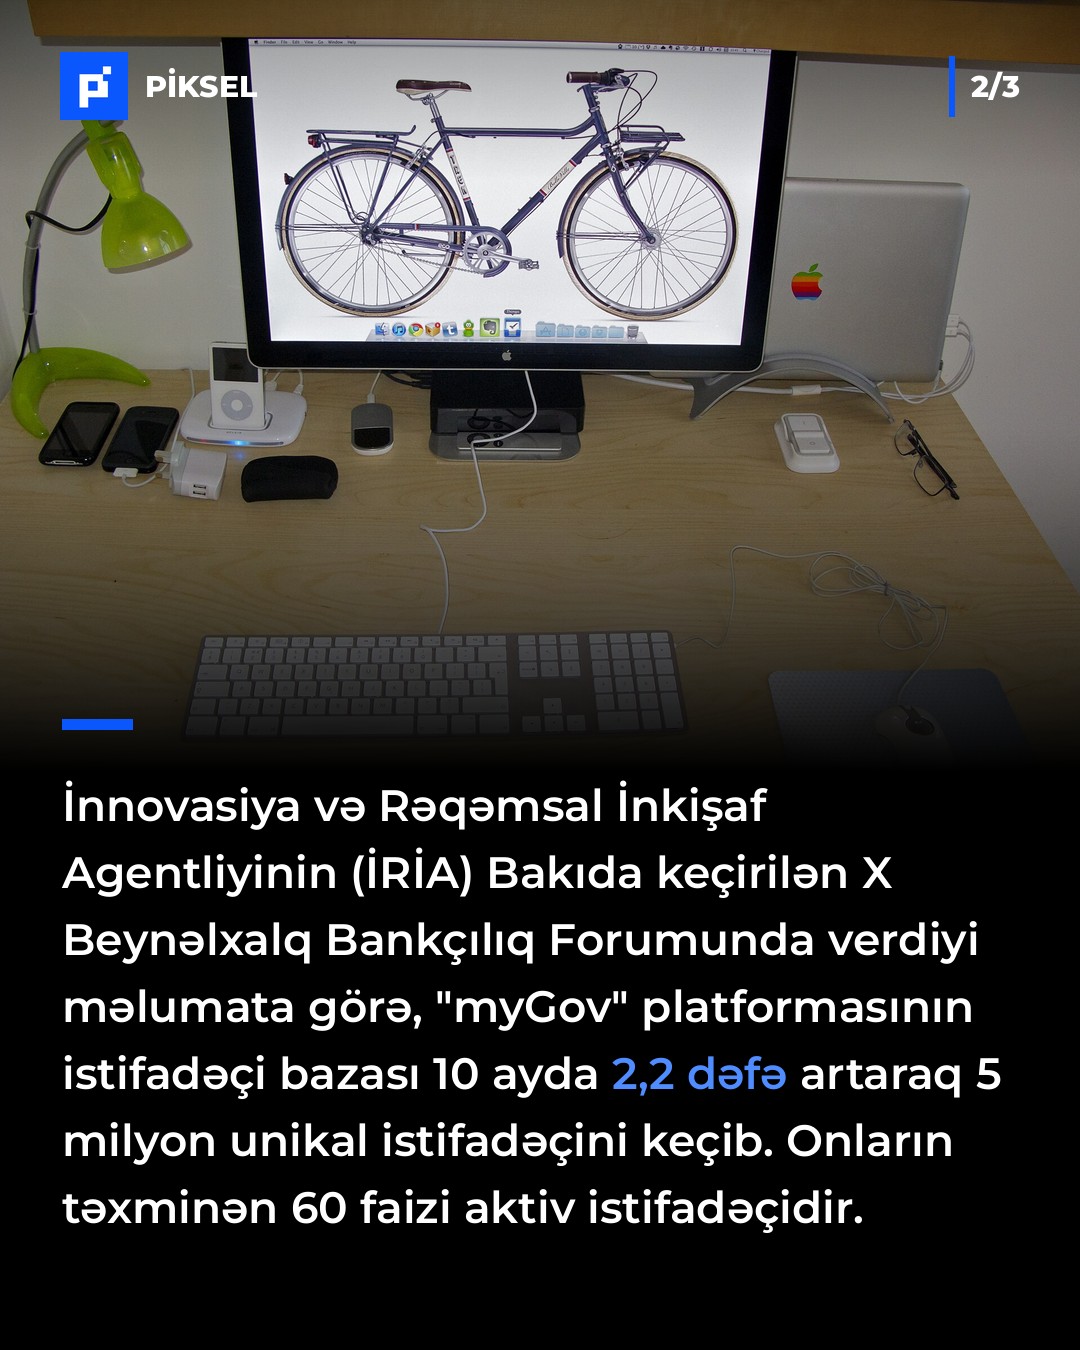 PİKSEL
2/3
İnnovasiya və Rəqəmsal İnkişaf
Agentliyinin (İRİA) Bakıda keçirilən X
Beynəlxalq Bankçılıq Forumunda verdiyi
məlumata görə, "myGov" platformasının
istifadəçi bazası 10 ayda 2,2 dəfə artaraq 5
milyon unikal istifadəçini keçib. Onların
təxminən 60 faizi aktiv istifadəçidir.